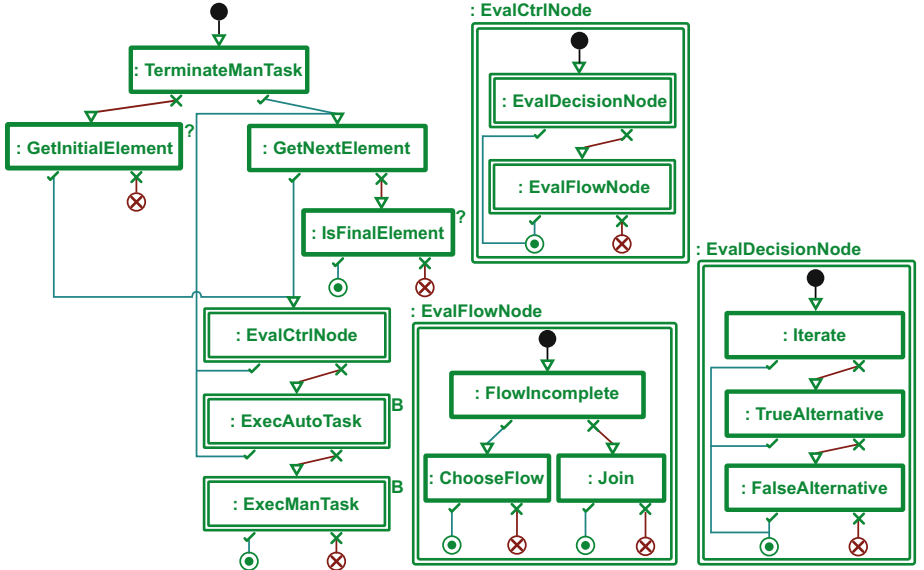 : EvalCtrlNode
: TerminateManTask
: EvalDecisionNode
: GetInitialElement ?
: GetNextElement
: EvalFlowNode
: IsFinalElement ?
: EvalDecisionNode
: EvalFlowNode
: EvalCtrlNode
: Iterate
: FlowIncomplete
: ExecAutoTask B
: TrueAlternative
: ChooseFlow
: Join
: FalseAlternative
: ExecManTask B